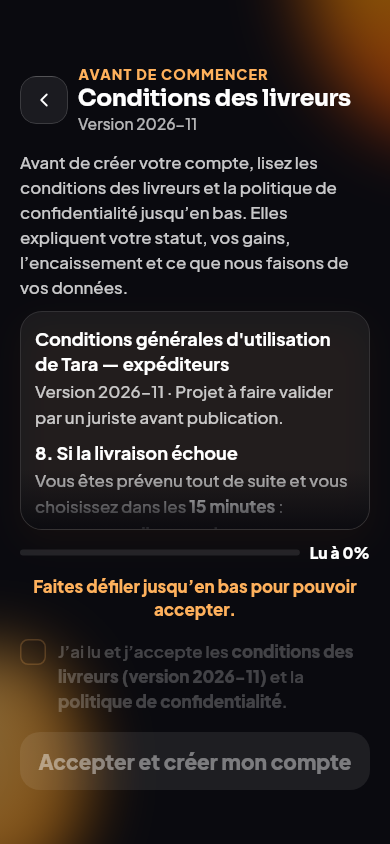 AVANT DE COMMENCER
Conditions des livreurs
Version 2026-11
Avant de créer votre compte, lisez les
conditions des livreurs et la politique de
confidentialité jusqu’en bas. Elles
expliquent votre statut, vos gains,
l’encaissement et ce que nous faisons de
vos données.
Conditions générales d'utilisation
de Tara — expéditeurs
Version 2026-11 · Projet à faire valider
par un juriste avant publication.
8. Si la livraison échoue
Vous êtes prévenu tout de suite et vous
choisissez dans les 15 minutes :
Lu à 0%
Faites défiler jusqu’en bas pour pouvoir
accepter.
J’ai lu et j’accepte les conditions des
livreurs (version 2026-11) et la
politique de confidentialité.
Accepter et créer mon compte